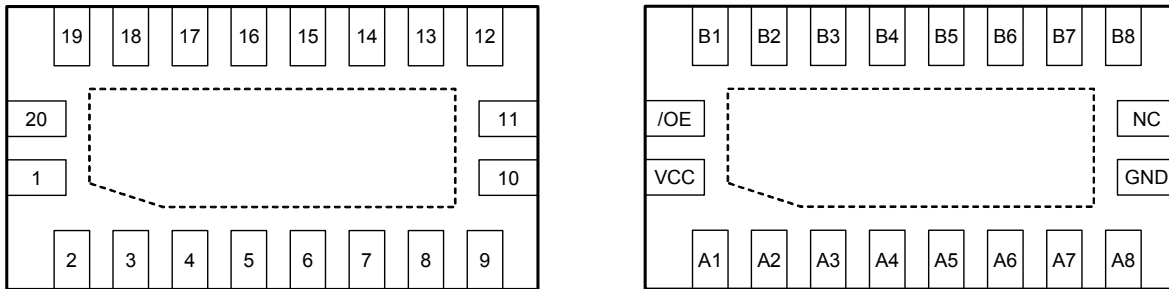 19 18 17 16 15 14 13 12
20 11
1 10
2 3 4 5 6 7 8 9
B1 B2 B3 B4 B5 B6 B7 B8
/OE NC
VCC GND
A1 A2 A3 A4 A5 A6 A7 A8